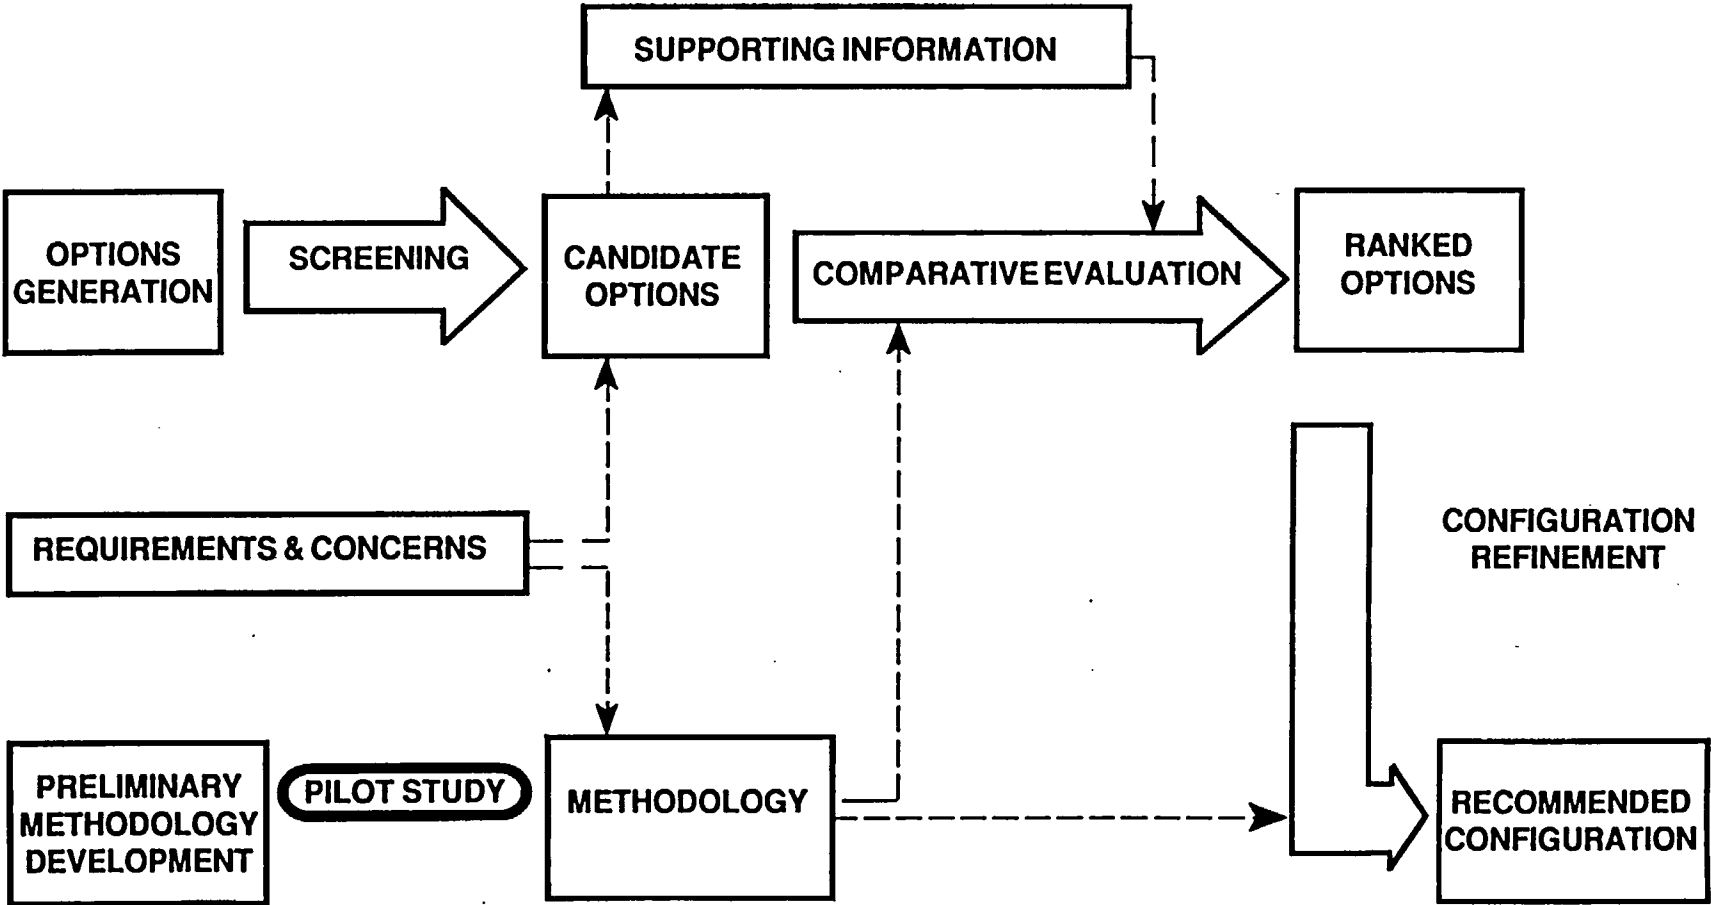 SUPPORTING INFORMATION
OPTIONS
GENERATION
SCREENING
CANDIDATE
OPTIONS
COMPARATIVE EVALUATION
RANKED
OPTIONS
REQUIREMENTS & CONCERNS
CONFIGURATION
REFINEMENT
PRELIMINARY
METHODOLOGY
DEVELOPMENT
PILOT STUDY
METHODOLOGY
RECOMMENDED
CONFIGURATION